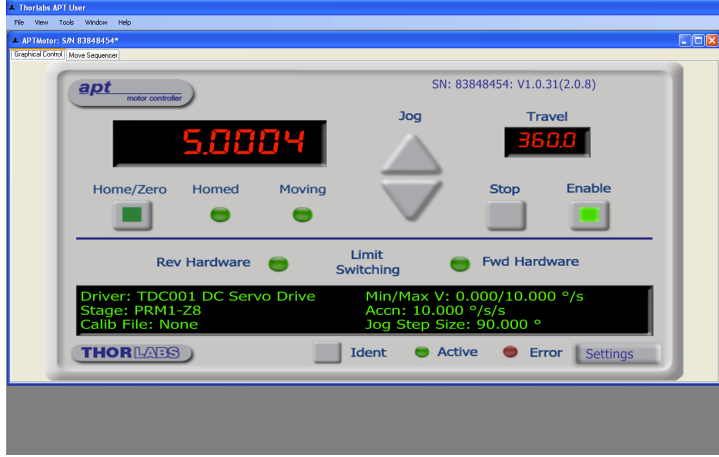 Thorlabs APT User
File View Tools Window Help
APTMotor: S/N 83848454*
Graphical Control Move Sequencer
apt
motor controller
SN: 83848454: V1.0.31(2.0.8)
Jog
Travel
5.0004
360.0
Home/Zero Homed Moving
Stop Enable
Rev Hardware
Limit
Switching
Fwd Hardware
Driver: TDC001 DC Servo Drive
Stage: PRM1-Z8
Calib File: None
Min/Max V: 0.000/10.000 °/s
Accn: 10.000 °/s/s
Jog Step Size: 90.000 °
THORLABS
Ident Active Error Settings